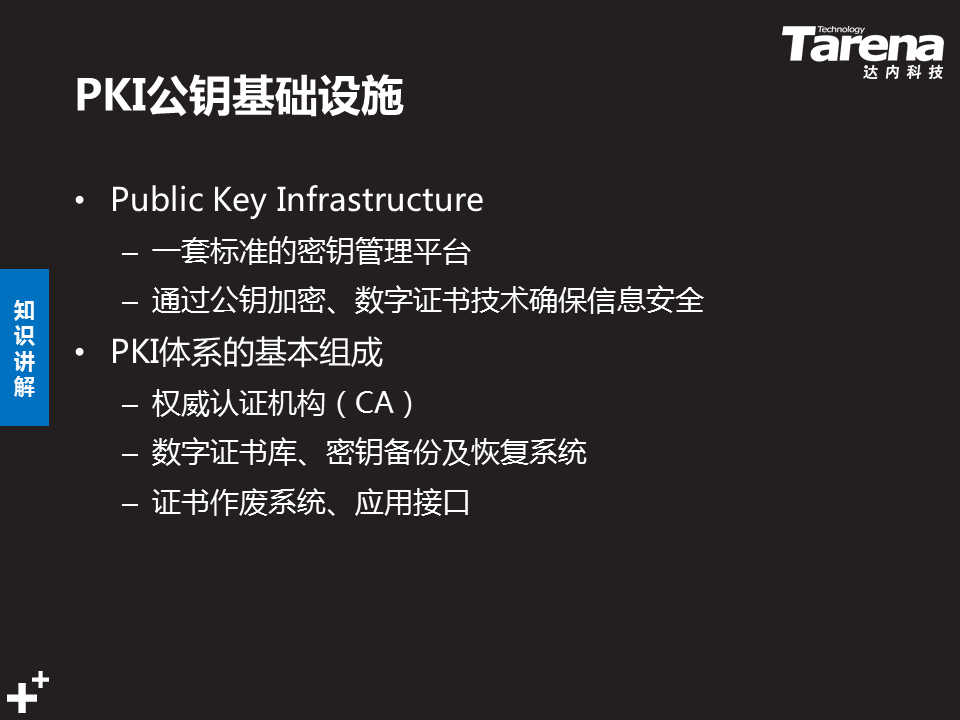 Technology
Tarena
达内科技
PKI公钥基础设施
• Public Key Infrastructure
– 一套标准的密钥管理平台
– 通过公钥加密、数字证书技术确保信息安全
• PKI体系的基本组成
– 权威认证机构（CA）
– 数字证书库、密钥备份及恢复系统
– 证书作废系统、应用接口
知识讲解